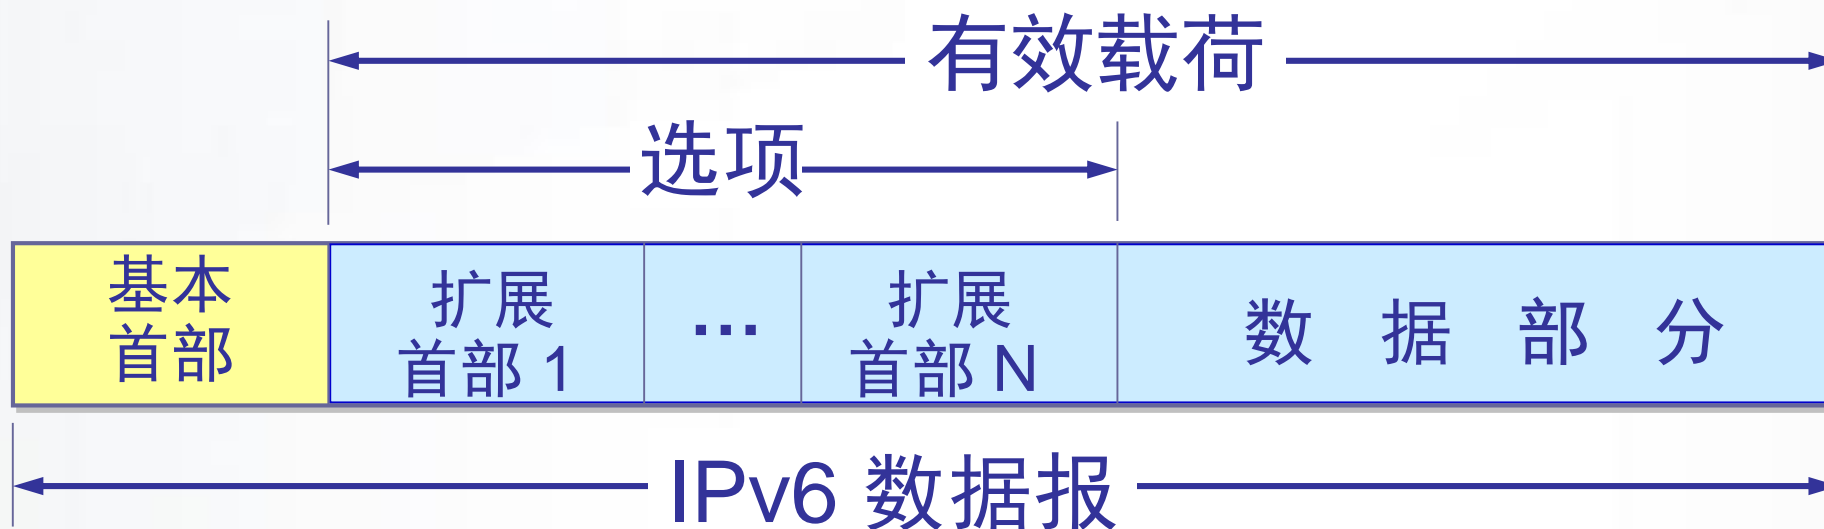 有效载荷
选项
基本
首部
扩展
首部 1
...
扩展
首部 N
数 据 部 分
IPv6 数据报